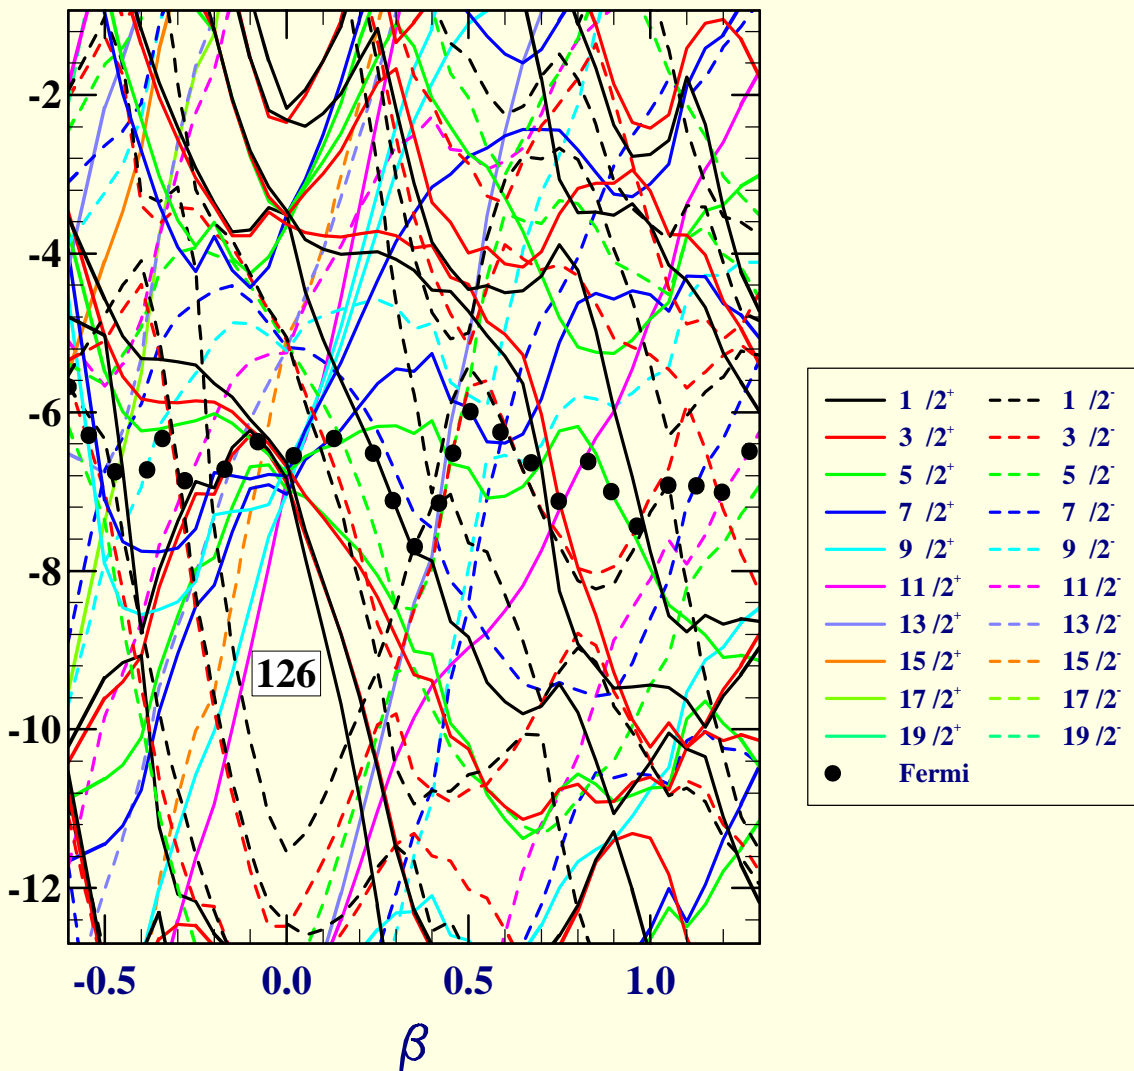 -2
-4
-6
-8
-10
-12
126
-0.5 0.0 0.5 1.0
β
1 /2+ 1 /2-
3 /2+ 3 /2-
5 /2+ 5 /2-
7 /2+ 7 /2-
9 /2+ 9 /2-
11 /2+ 11 /2-
13 /2+ 13 /2-
15 /2+ 15 /2-
17 /2+ 17 /2-
19 /2+ 19 /2-
Fermi